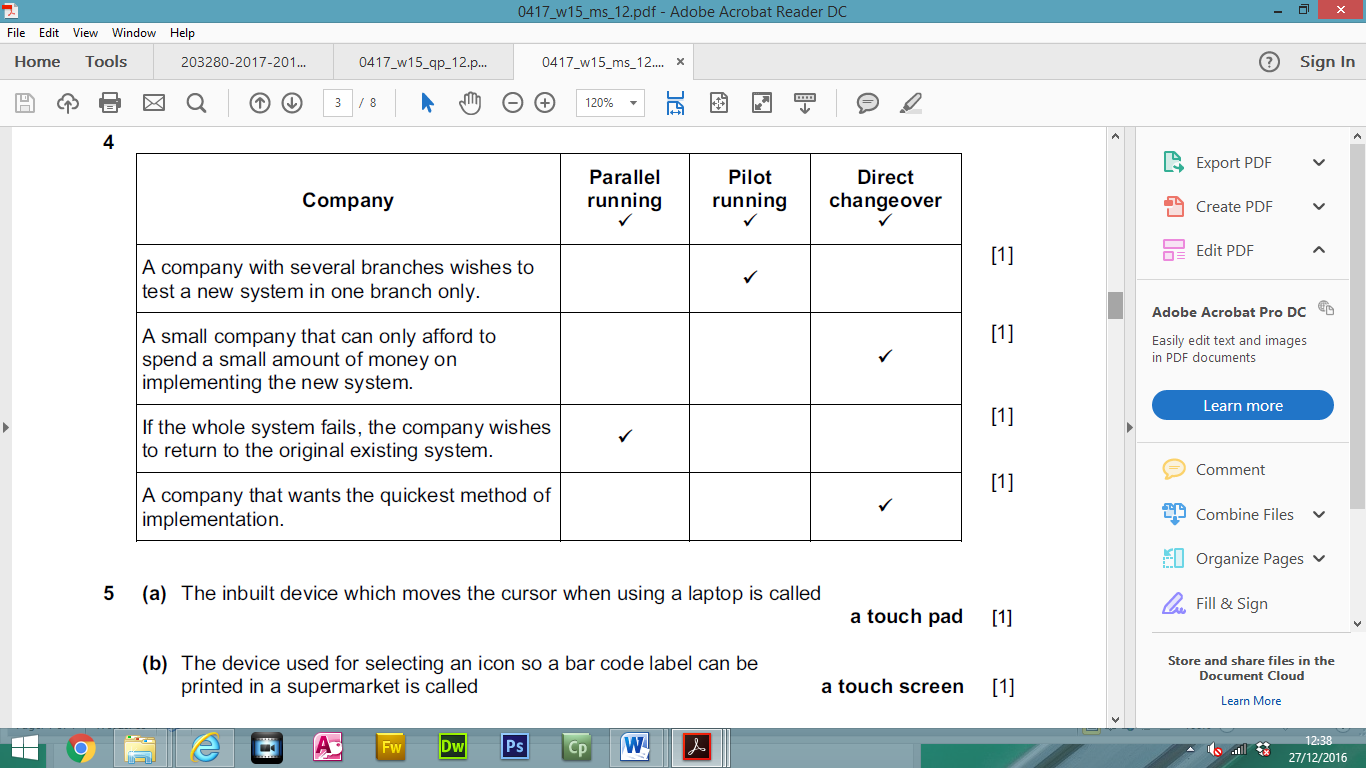 0417_w15_ms_12.pdf - Adobe Acrobat Reader DC
File Edit View Window Help
Home Tools 203280-2017-201... 0417_w15_qp_12.p... 0417_w15_ms_12.... × ? Sign In
3 / 8 120%
4
Company
Parallel
running
✓
Pilot
running
✓
Direct
changeover
✓
A company with several branches wishes to
test a new system in one branch only.
✓
[1]
A small company that can only afford to
spend a small amount of money on
implementing the new system.
✓
[1]
If the whole system fails, the company wishes
to return to the original existing system.
✓
[1]
A company that wants the quickest method of
implementation.
✓
[1]
5 (a) The inbuilt device which moves the cursor when using a laptop is called
a touch pad [1]
(b) The device used for selecting an icon so a bar code label can be
printed in a supermarket is called a touch screen [1]
Export PDF
Create PDF
Edit PDF
Adobe Acrobat Pro DC
Easily edit text and images
in PDF documents
Learn more
Comment
Combine Files
Organize Pages
Fill & Sign
Store and share files in the
Document Cloud
Learn More
Fw Dw Ps Cp
12:38
27/12/2016